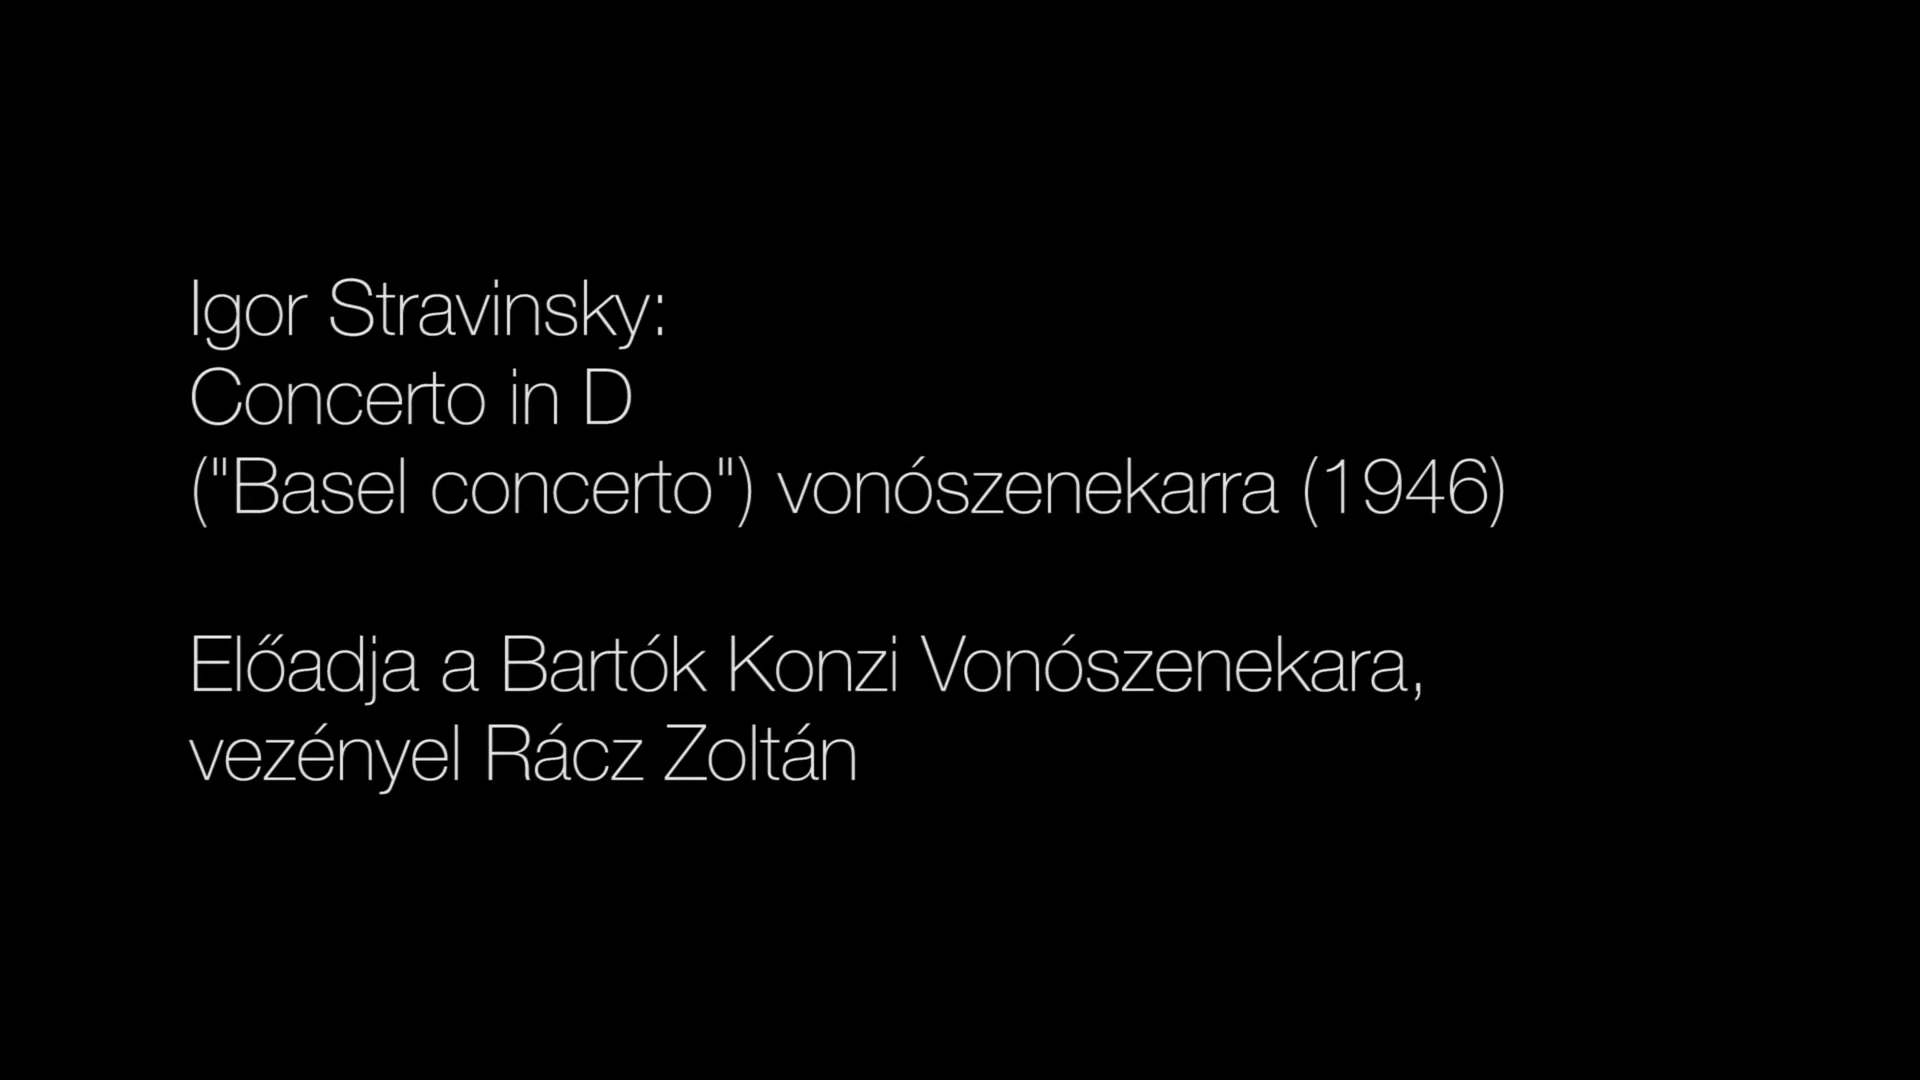 Igor Stravinsky:
Concerto in D
("Basel concerto") vonószenekarra (1946)
Előadja a Bartók Konzi Vonószenekara,
vezényel Rácz Zoltán